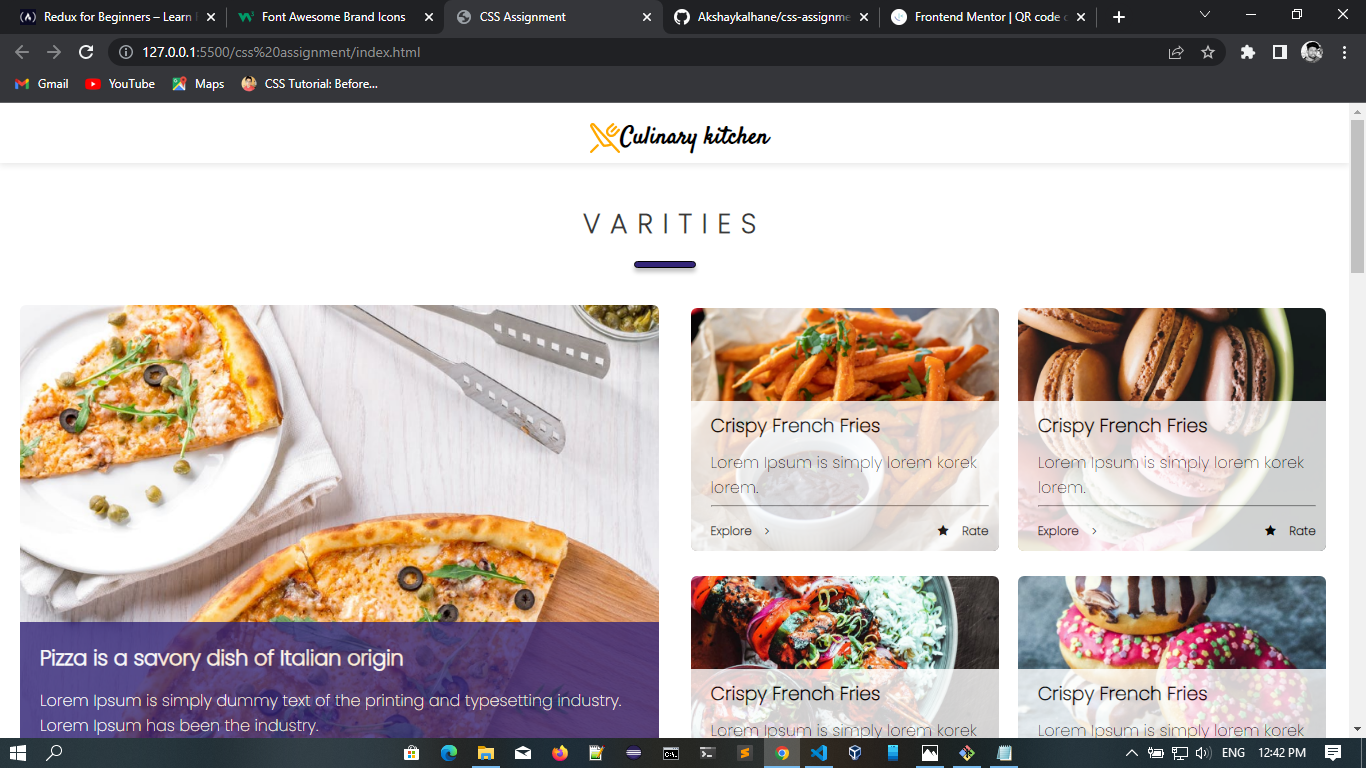 Redux for Beginners – Learn
Font Awesome Brand Icons
CSS Assignment
Akshaykalhane/css-assignme
Frontend Mentor | QR code c
127.0.0.1:5500/css%20assignment/index.html
Gmail
YouTube
Maps
CSS Tutorial: Before...
Culinary kitchen
VARITIES
Crispy French Fries
Lorem Ipsum is simply lorem korek
lorem.
Explore > ★ Rate
Crispy French Fries
Lorem Ipsum is simply lorem korek
lorem.
Explore > ★ Rate
Pizza is a savory dish of Italian origin
Lorem Ipsum is simply dummy text of the printing and typesetting industry.
Lorem Ipsum has been the industry.
Crispy French Fries
Lorem Ipsum is simply lorem korek
Crispy French Fries
Lorem Ipsum is simply lorem korek
ENG
12:42 PM